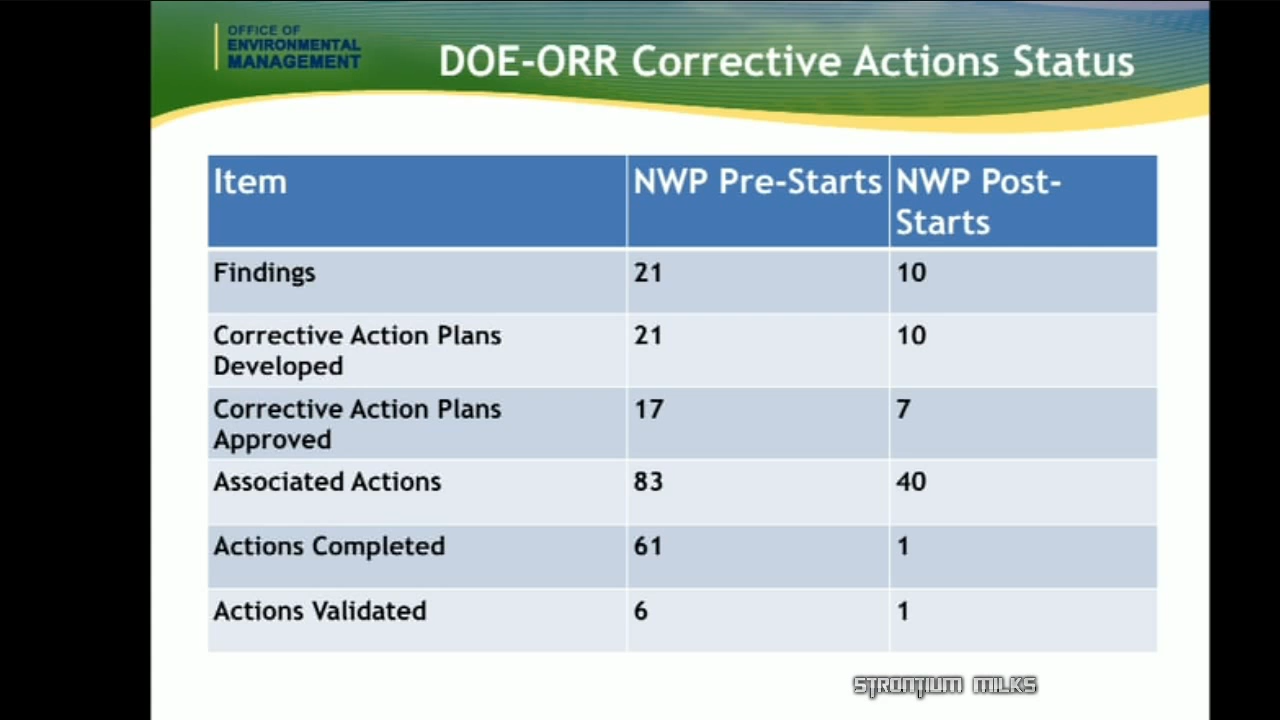 OFFICE OF
ENVIRONMENTAL
MANAGEMENT
DOE-ORR Corrective Actions Status
Item
NWP Pre-Starts
NWP Post-
Starts
Findings
21
10
Corrective Action Plans
Developed
21
10
Corrective Action Plans
Approved
17
7
Associated Actions
83
40
Actions Completed
61
1
Actions Validated
6
1
STRONTIUM MILKS